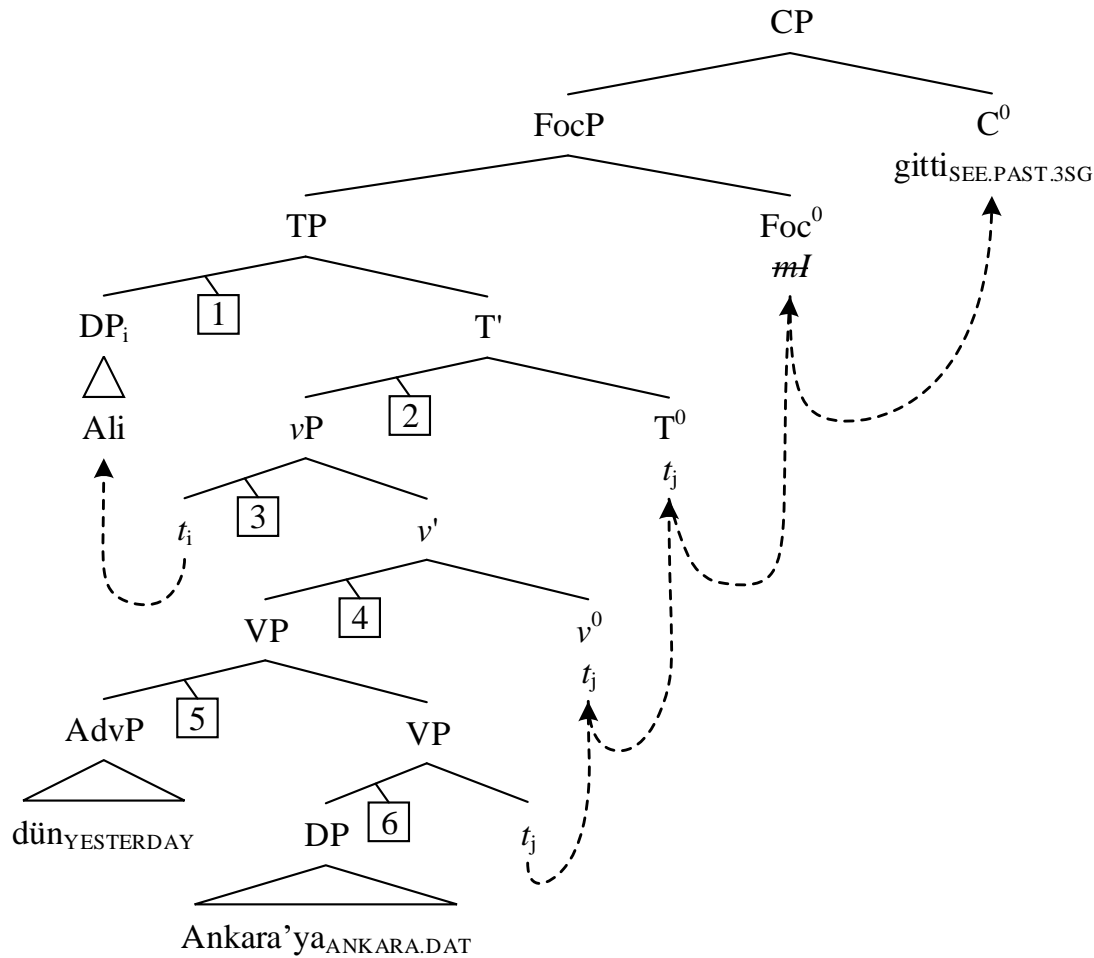 CP
FocP C⁰
gittiSEE.PAST.3SG
TP Foc⁰
mI
1
DPi T'
Ali 2
vP T⁰
tj
3
ti v'
4
VP v⁰
tj
5
AdvP VP
dünYESTERDAY 6
DP tj
Ankara’yaANKARA.DAT